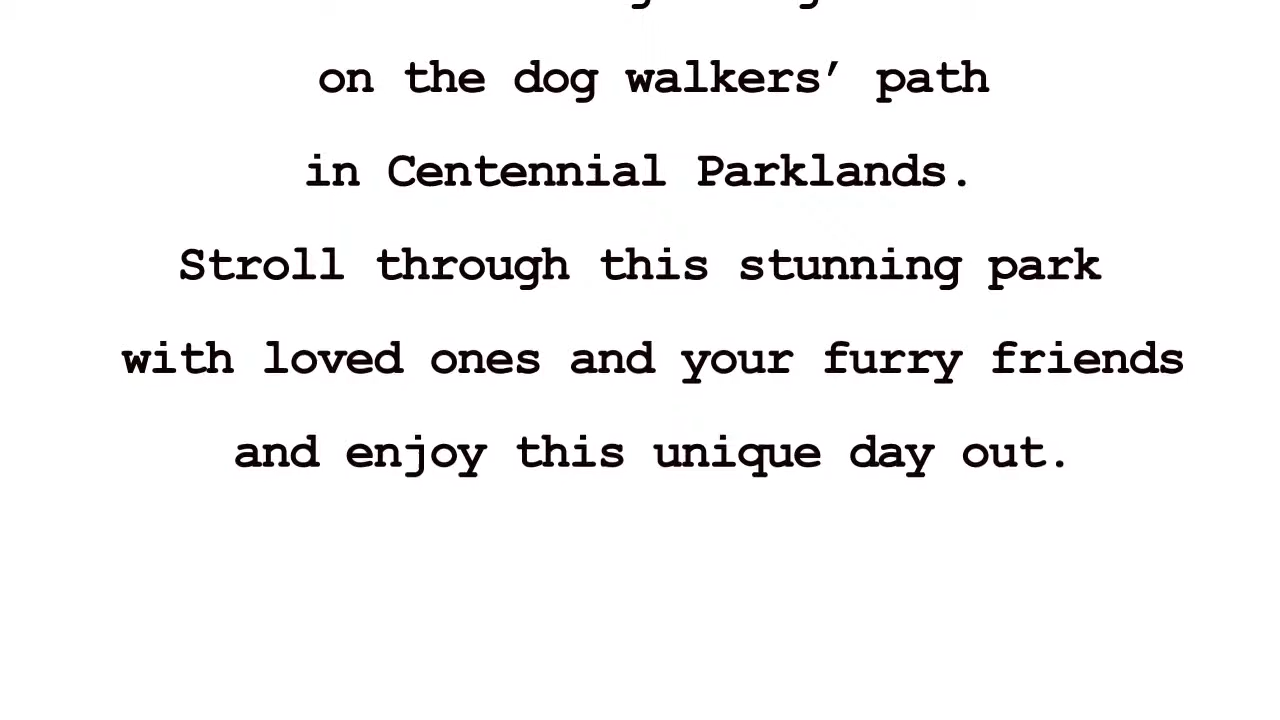 on the dog walkers’ path
in Centennial Parklands.
Stroll through this stunning park
with loved ones and your furry friends
and enjoy this unique day out.